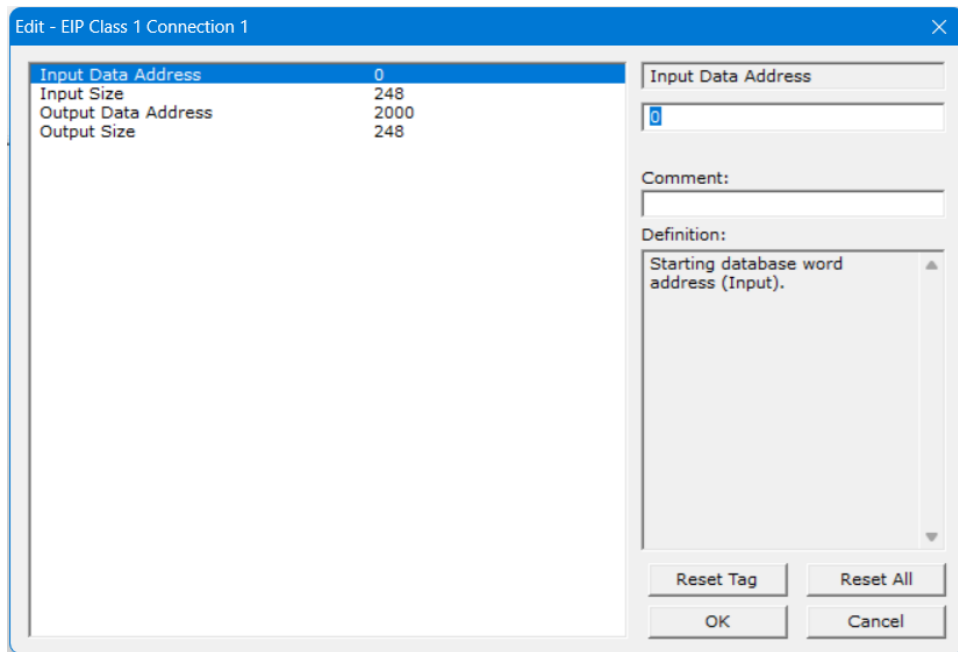 Edit - EIP Class 1 Connection 1
Input Data Address 0
Input Size 248
Output Data Address 2000
Output Size 248
Input Data Address
0
Comment:
Definition:
Starting database word
address (Input).
Reset Tag Reset All
OK Cancel